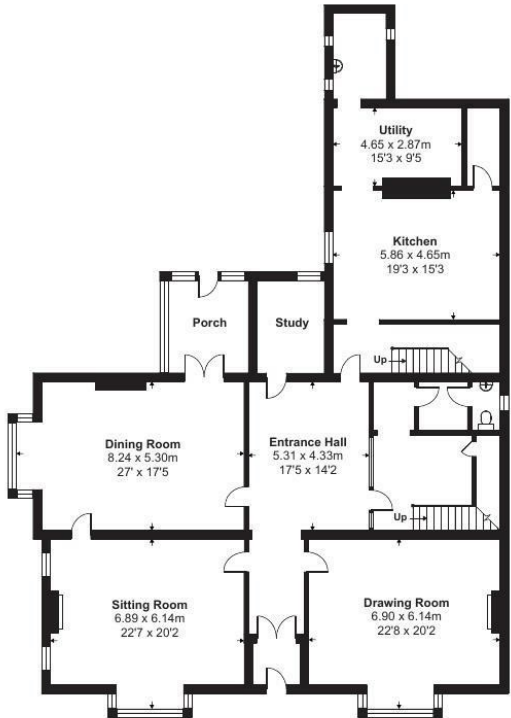 Utility
4.65 x 2.87m
15'3 x 9'5
Kitchen
5.86 x 4.65m
19'3 x 15'3
Porch
Study
Up
Dining Room
8.24 x 5.30m
27' x 17'5
Entrance Hall
5.31 x 4.33m
17'5 x 14'2
Up
Sitting Room
6.89 x 6.14m
22'7 x 20'2
Drawing Room
6.90 x 6.14m
22'8 x 20'2